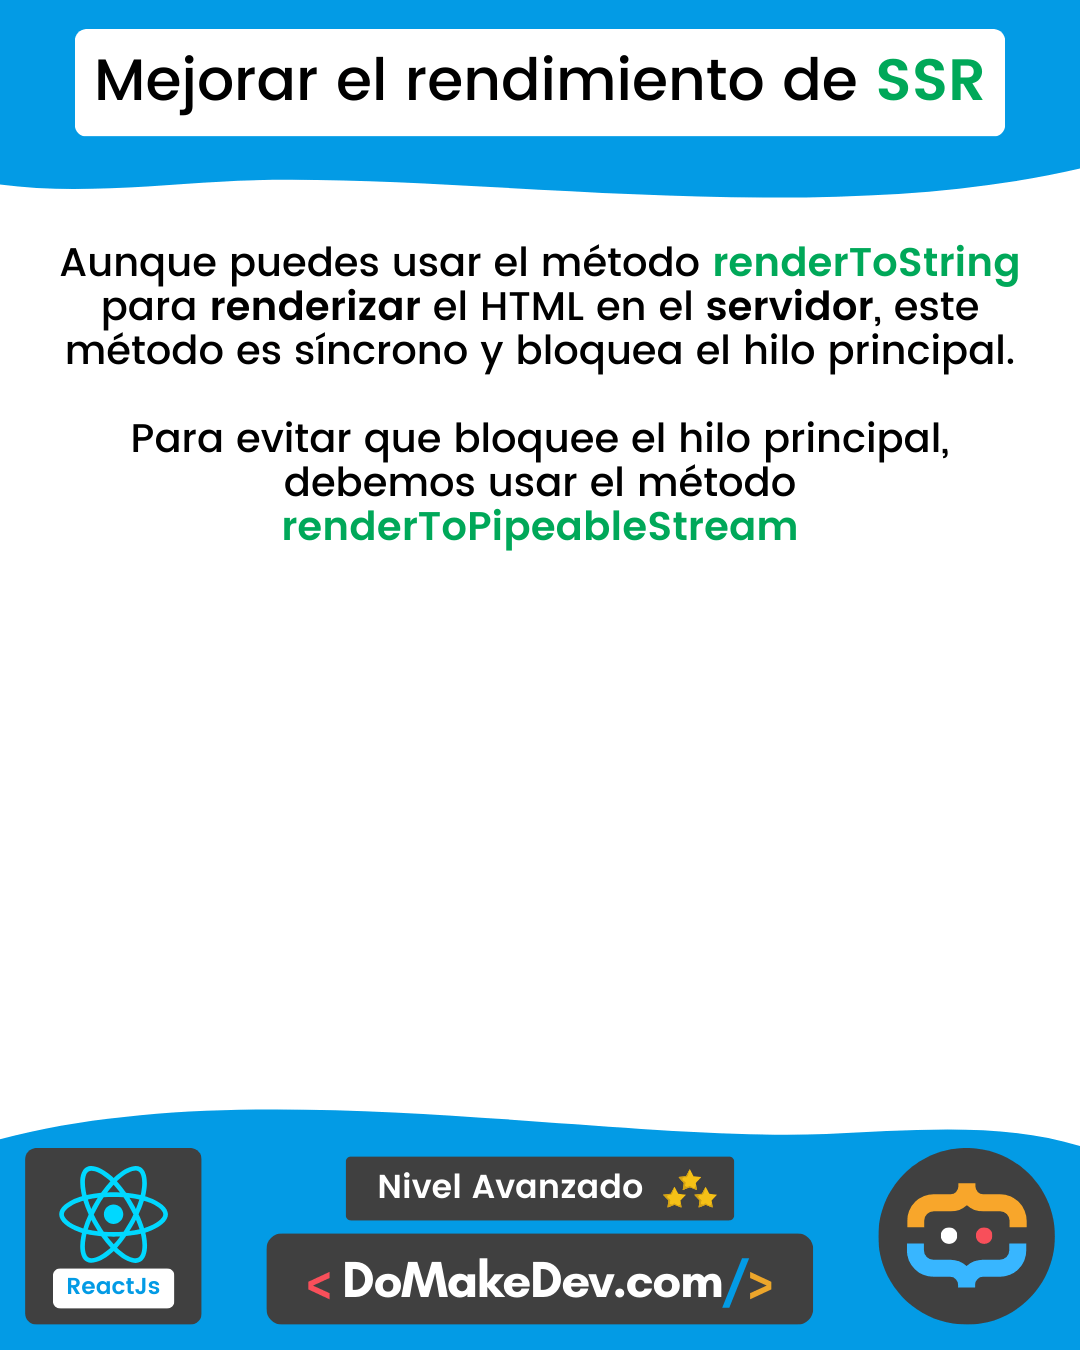 Mejorar el rendimiento de SSR
Aunque puedes usar el método renderToString
para renderizar el HTML en el servidor, este
método es síncrono y bloquea el hilo principal.
Para evitar que bloquee el hilo principal,
debemos usar el método
renderToPipeableStream
Nivel Avanzado
ReactJs
< DoMakeDev.com/>